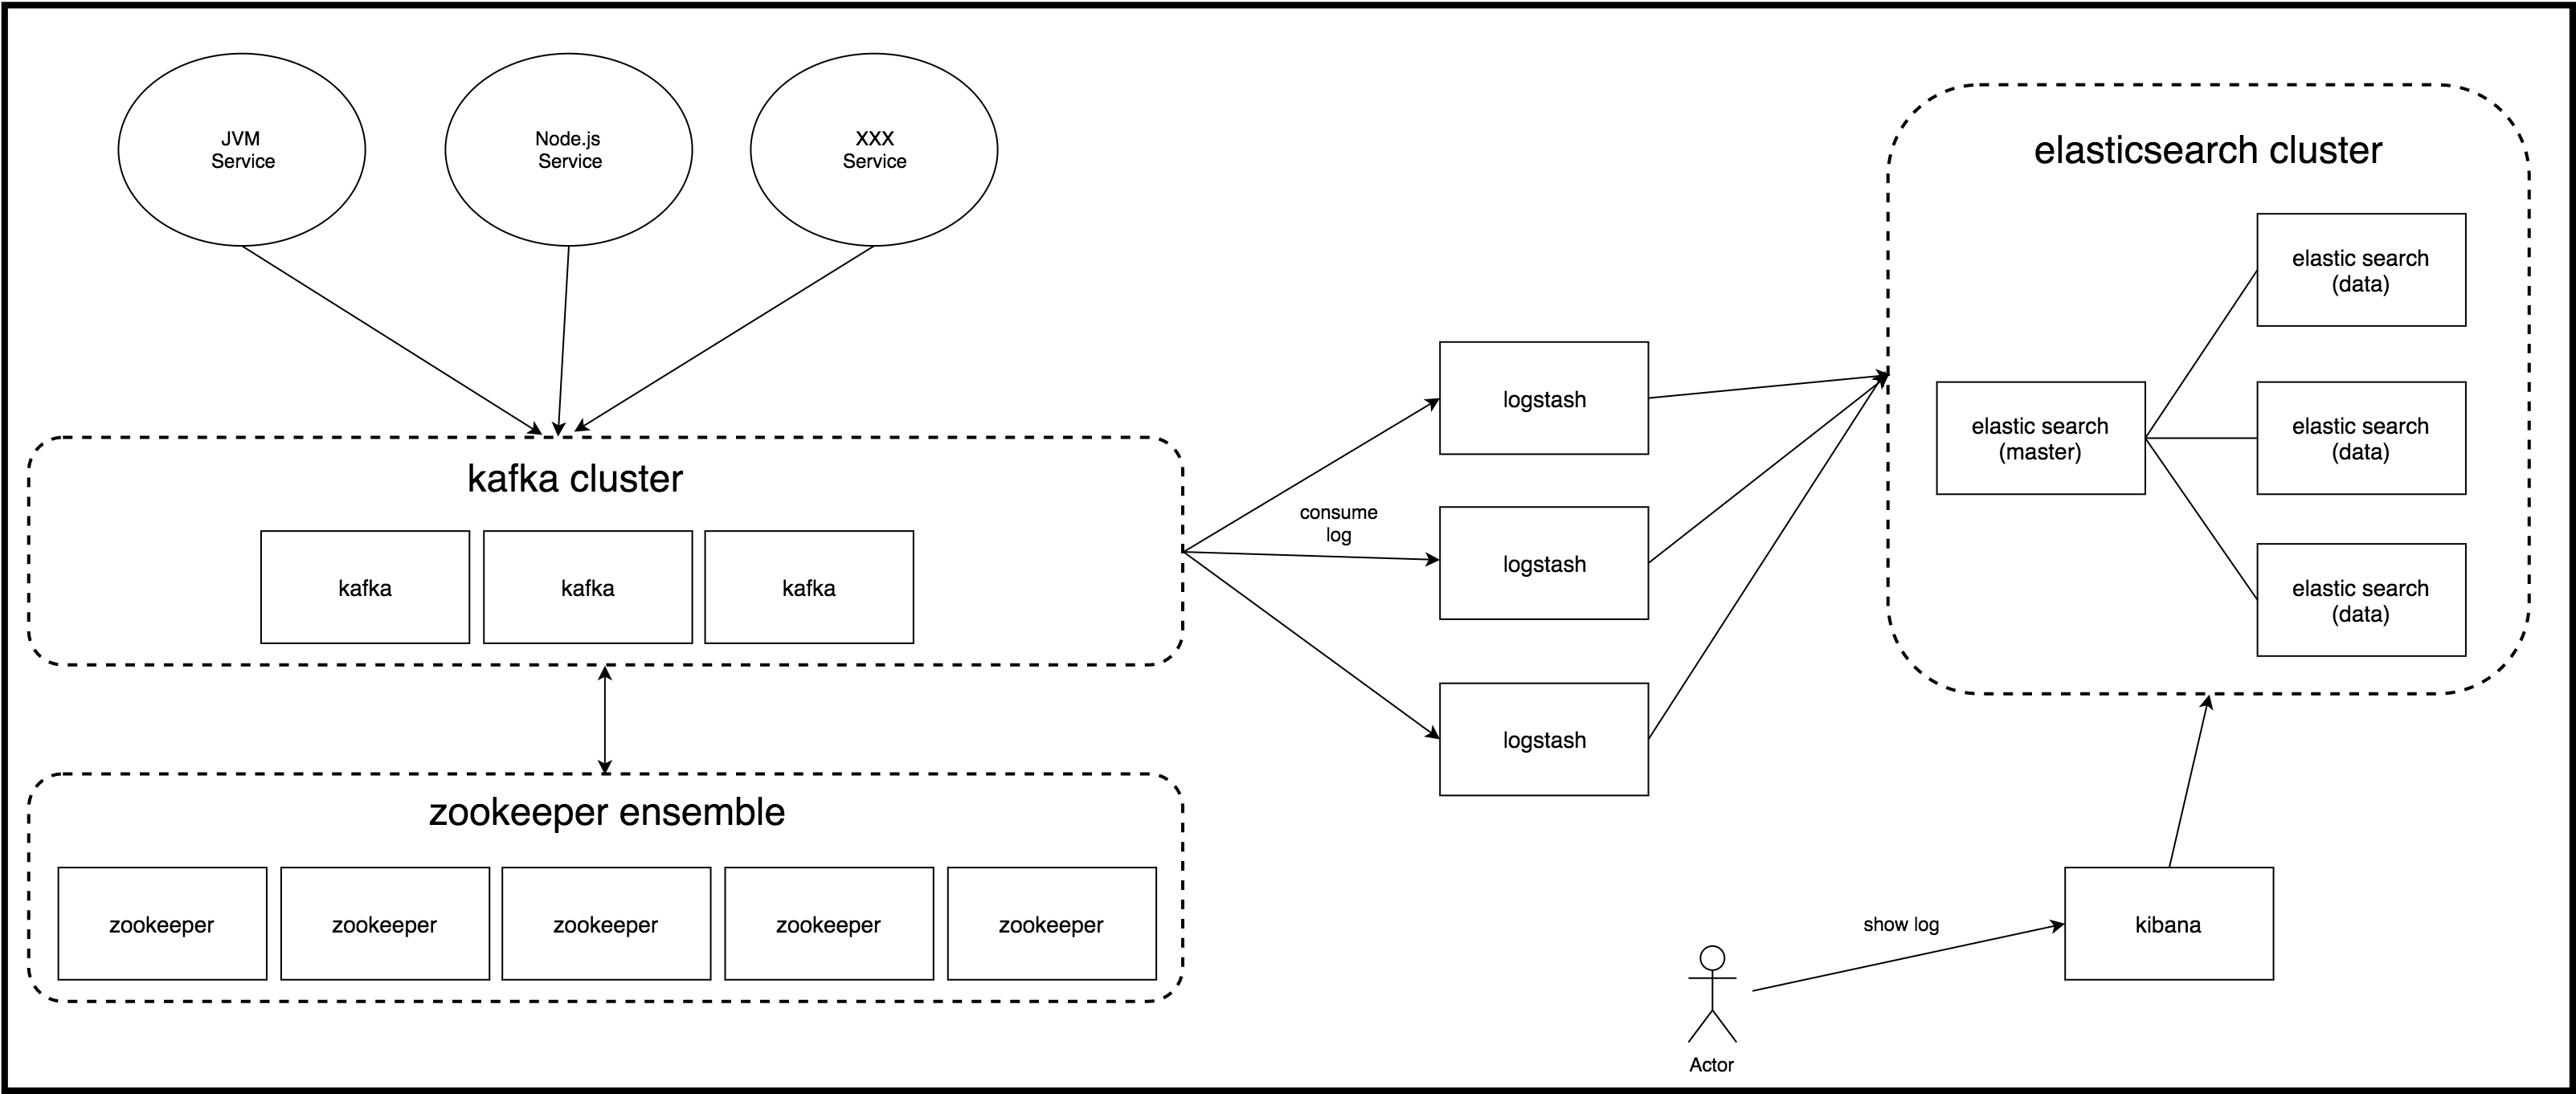 JVM
Service
Node.js
Service
XXX
Service
kafka cluster
kafka
kafka
kafka
zookeeper ensemble
zookeeper
zookeeper
zookeeper
zookeeper
zookeeper
consume
log
logstash
logstash
logstash
elasticsearch cluster
elastic search
(master)
elastic search
(data)
elastic search
(data)
elastic search
(data)
show log
kibana
Actor